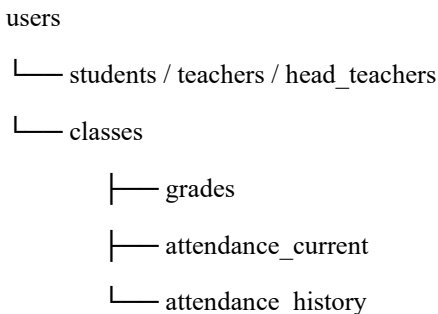 users
└── students / teachers / head_teachers
└── classes
├── grades
├── attendance_current
└── attendance_history